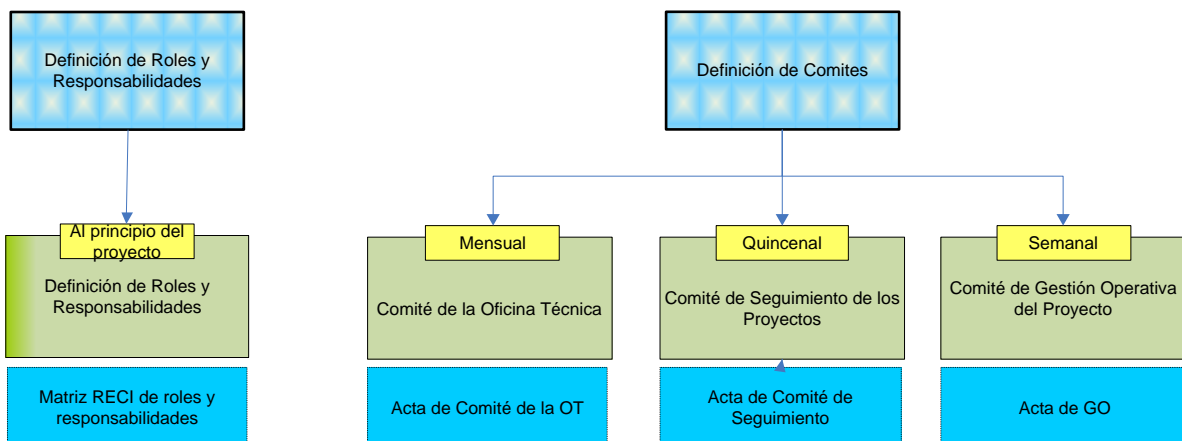 Definición de Roles y
Responsabilidades
Definición de Comites
Al principio del
proyecto
Definición de Roles y
Responsabilidades
Matriz RECI de roles y
responsabilidades
Mensual
Comité de la Oficina Técnica
Acta de Comité de la OT
Quincenal
Comité de Seguimiento de los
Proyectos
Acta de Comité de
Seguimiento
Semanal
Comité de Gestión Operativa
del Proyecto
Acta de GO